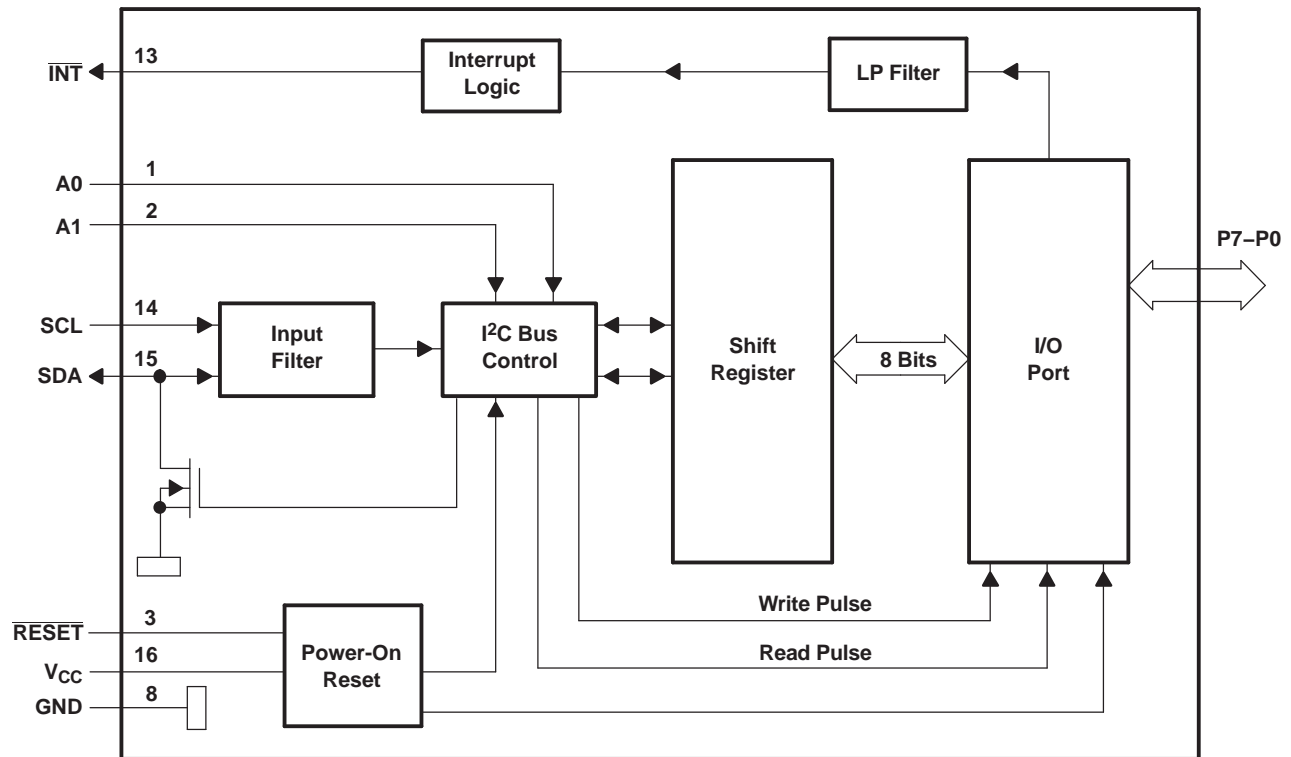 INT
13
Interrupt
Logic
LP Filter
A0
1
A1
2
P7–P0
SCL
14
SDA
15
Input
Filter
I2C Bus
Control
Shift
Register
8 Bits
I/O
Port
Write Pulse
Read Pulse
RESET
3
VCC
16
GND
8
Power-On
Reset